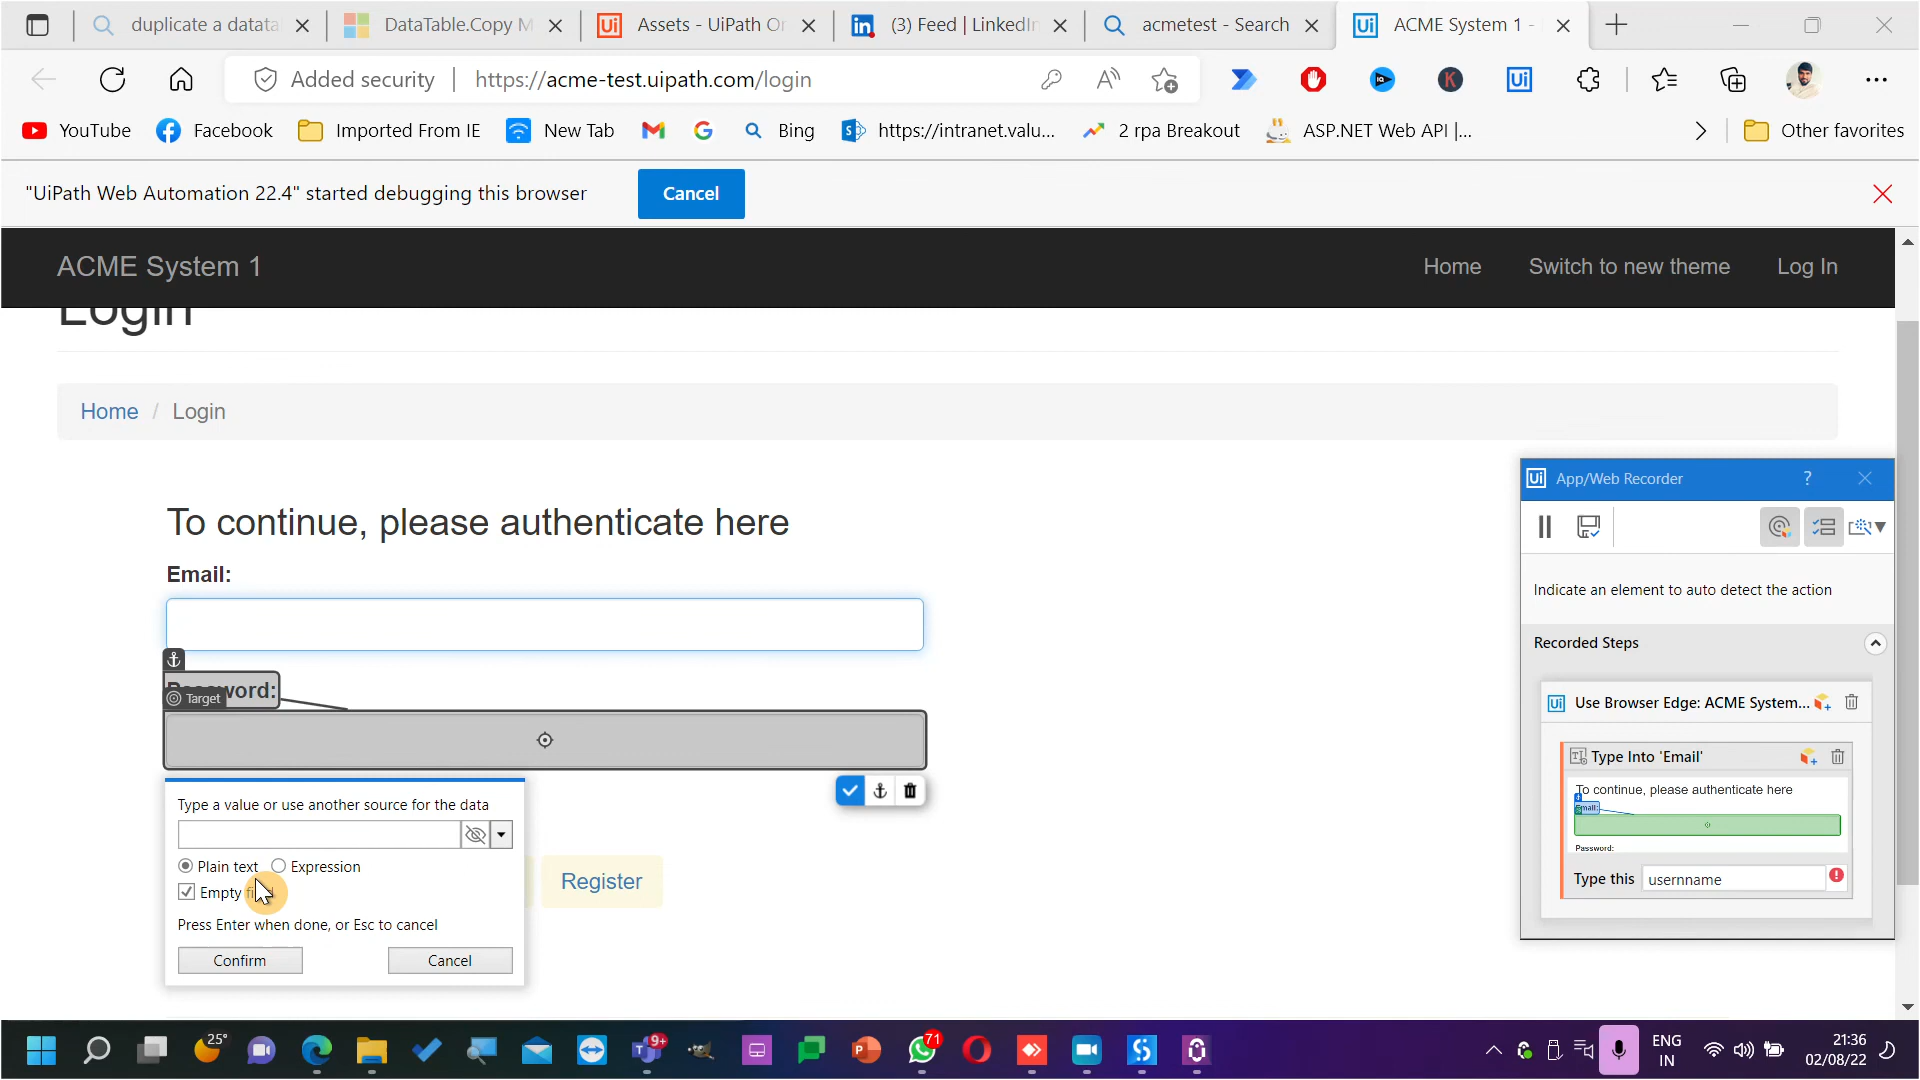 duplicate a datata
DataTable.Copy M
Assets - UiPath Or
(3) Feed | LinkedIn
acmetest - Search
ACME System 1 -
Added security
https://acme-test.uipath.com/login
YouTube
Facebook
Imported From IE
New Tab
Bing
https://intranet.valu...
2 rpa Breakout
ASP.NET Web API |...
Other favorites
"UiPath Web Automation 22.4" started debugging this browser
Cancel
ACME System 1
Home
Switch to new theme
Log In
Login
Home / Login
To continue, please authenticate here
Email:
Password:
Target
Type a value or use another source for the data
Plain text
Expression
Empty field
Press Enter when done, or Esc to cancel
Confirm
Cancel
Register
App/Web Recorder
?
Indicate an element to auto detect the action
Recorded Steps
Use Browser Edge: ACME System...
Type Into 'Email'
To continue, please authenticate here
Email:
Password:
Type this
usernname
25°
9+
71
ENG
IN
21:36
02/08/22